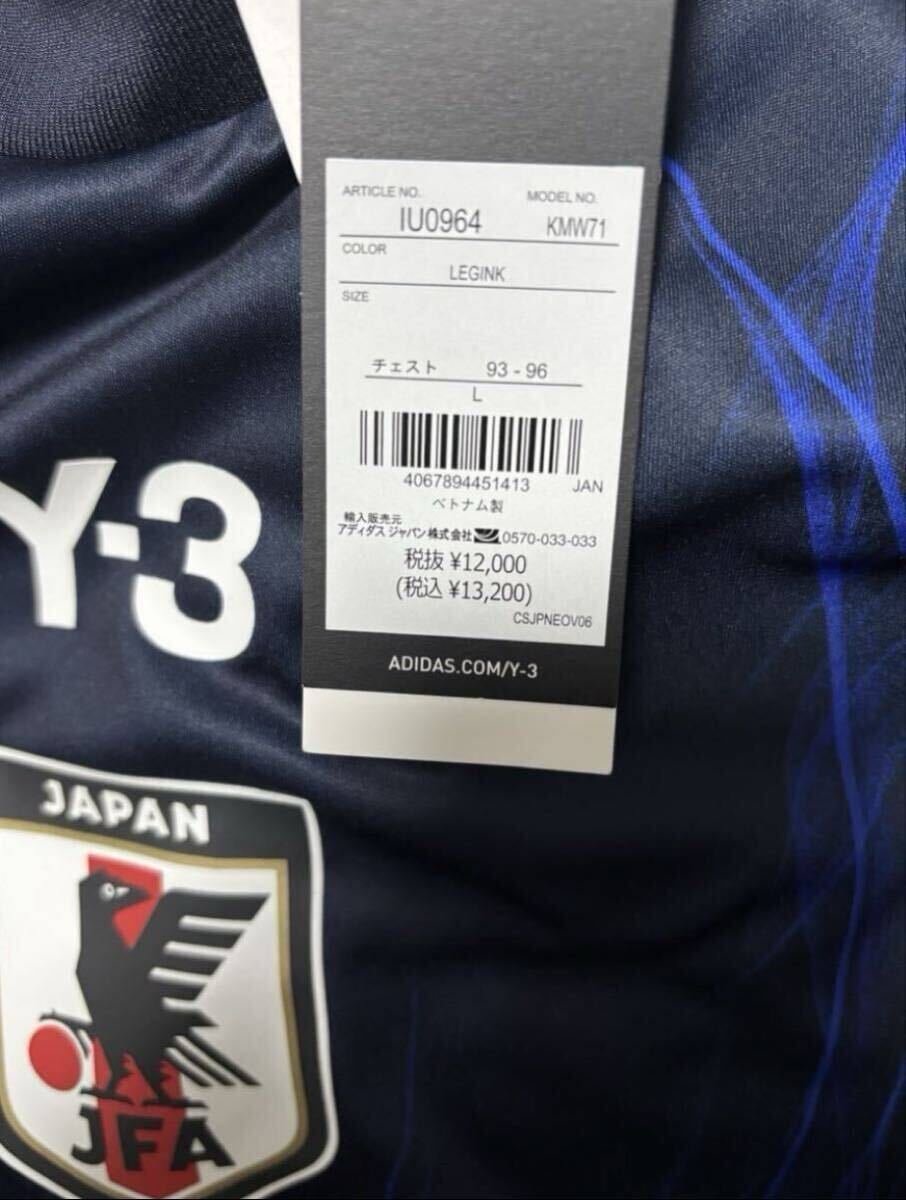 ARTICLE NO. MODEL NO.
IU0964 KMW71
COLOR
LEGINK
SIZE
チェスト 93 - 96
L
4067894451413 JAN
ベトナム製
輸入販売元
アディダス ジャパン株式会社 0570-033-033
税抜 ¥12,000
(税込 ¥13,200)
CSJPNEOV06
ADIDAS.COM/Y-3
Y-3
JAPAN
JFA